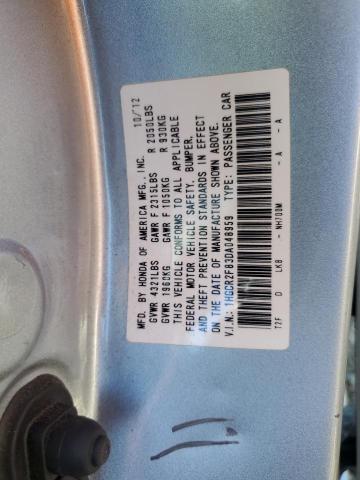 MFD. BY HONDA OF AMERICA MFG., INC. 10/12
GVWR 4321LBS GAWR F 2315LBS R 2050LBS
GVWR 1960KG GAWR F 1050KG R 930KG
THIS VEHICLE CONFORMS TO ALL APPLICABLE
FEDERAL MOTOR VEHICLE SAFETY, BUMPER,
AND THEFT PREVENTION STANDARDS IN EFFECT
ON THE DATE OF MANUFACTURE SHOWN ABOVE.
V.I.N.: 1HGCR2F83DA048959 TYPE: PASSENGER CAR
T2F D LKB - NH700M - A - A